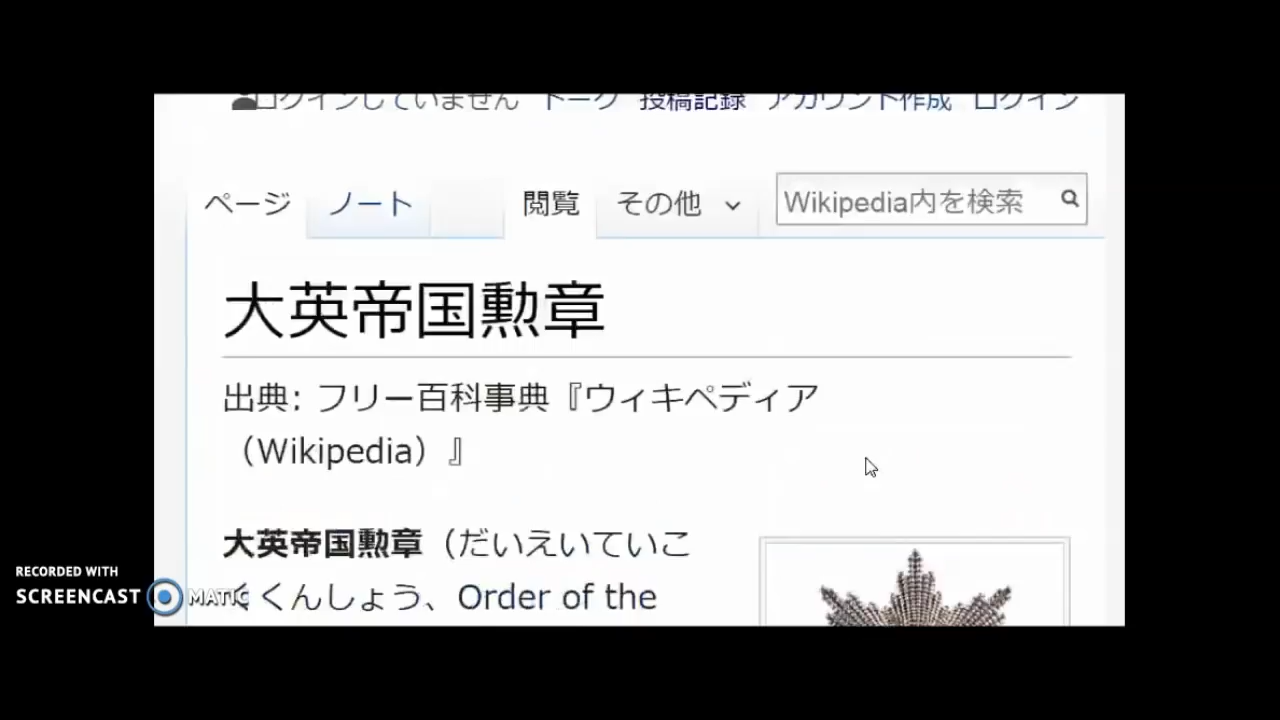 ログインしていません トーク 投稿記録 アカウント作成 ログイン
ページ ノート 閲覧 その他 Wikipedia内を検索
大英帝国勲章
出典: フリー百科事典『ウィキペディア
（Wikipedia）』
大英帝国勲章（だいえいていこ
くくんしょう、Order of the
RECORDED WITH
SCREENCAST MATIC